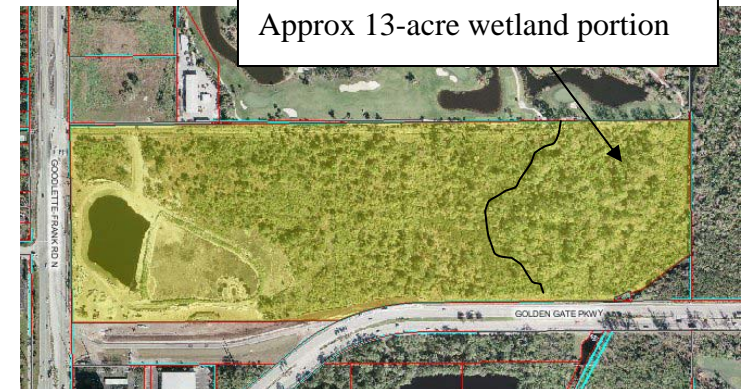 Approx 13-acre wetland portion
GOODLETTE-FRANK RD N
GOLDEN GATE PKWY